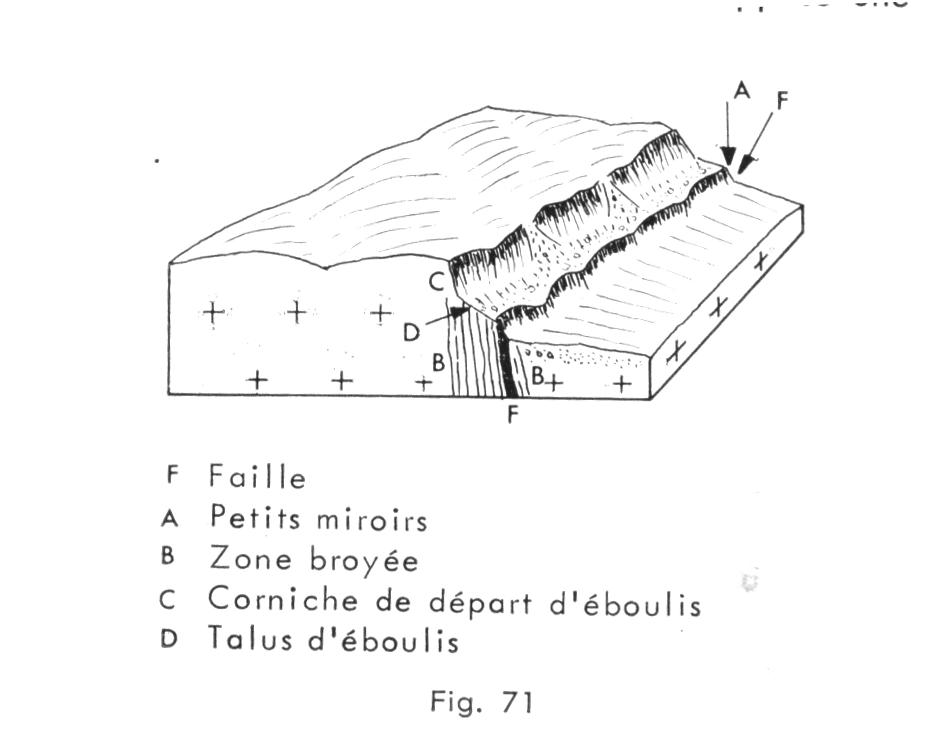 A
F
C
D
B
B
F
F Faille
A Petits miroirs
B Zone broyée
C Corniche de départ d'éboulis
D Talus d'éboulis
Fig. 71